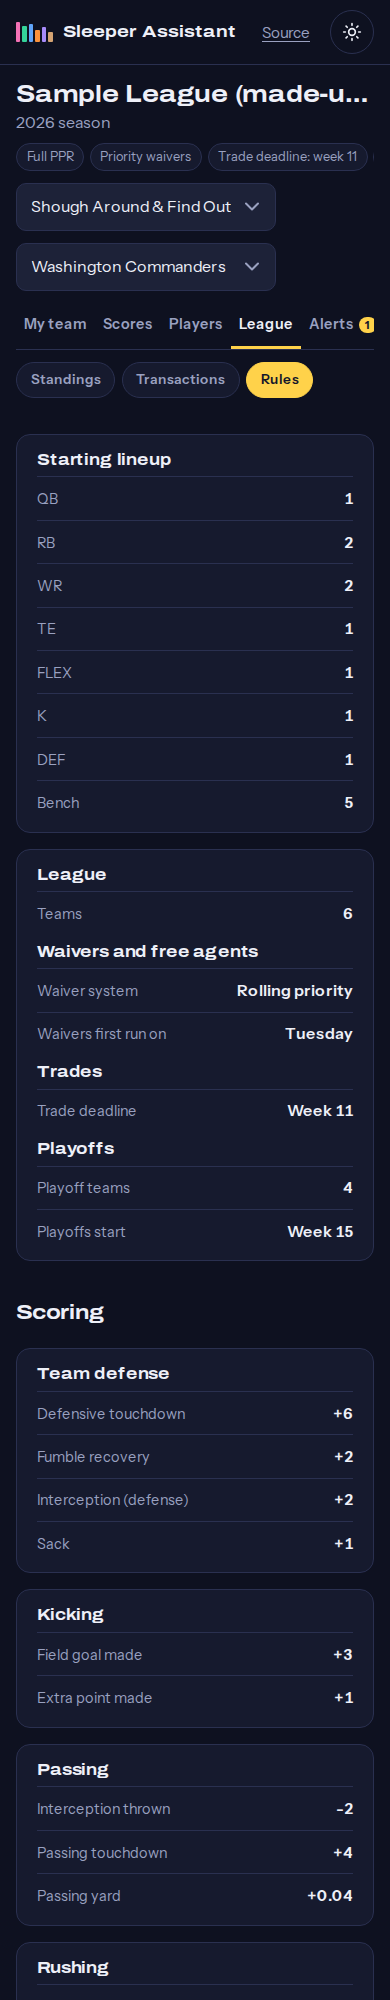 Sleeper Assistant Source
Sample League (made-u...
2026 season
Full PPR Priority waivers Trade deadline: week 11
Shough Around & Find Out
Washington Commanders
My team Scores Players League Alerts 1
Standings Transactions Rules
Starting lineup
QB 1
RB 2
WR 2
TE 1
FLEX 1
K 1
DEF 1
Bench 5
League
Teams 6
Waivers and free agents
Waiver system Rolling priority
Waivers first run on Tuesday
Trades
Trade deadline Week 11
Playoffs
Playoff teams 4
Playoffs start Week 15
Scoring
Team defense
Defensive touchdown +6
Fumble recovery +2
Interception (defense) +2
Sack +1
Kicking
Field goal made +3
Extra point made +1
Passing
Interception thrown -2
Passing touchdown +4
Passing yard +0.04
Rushing